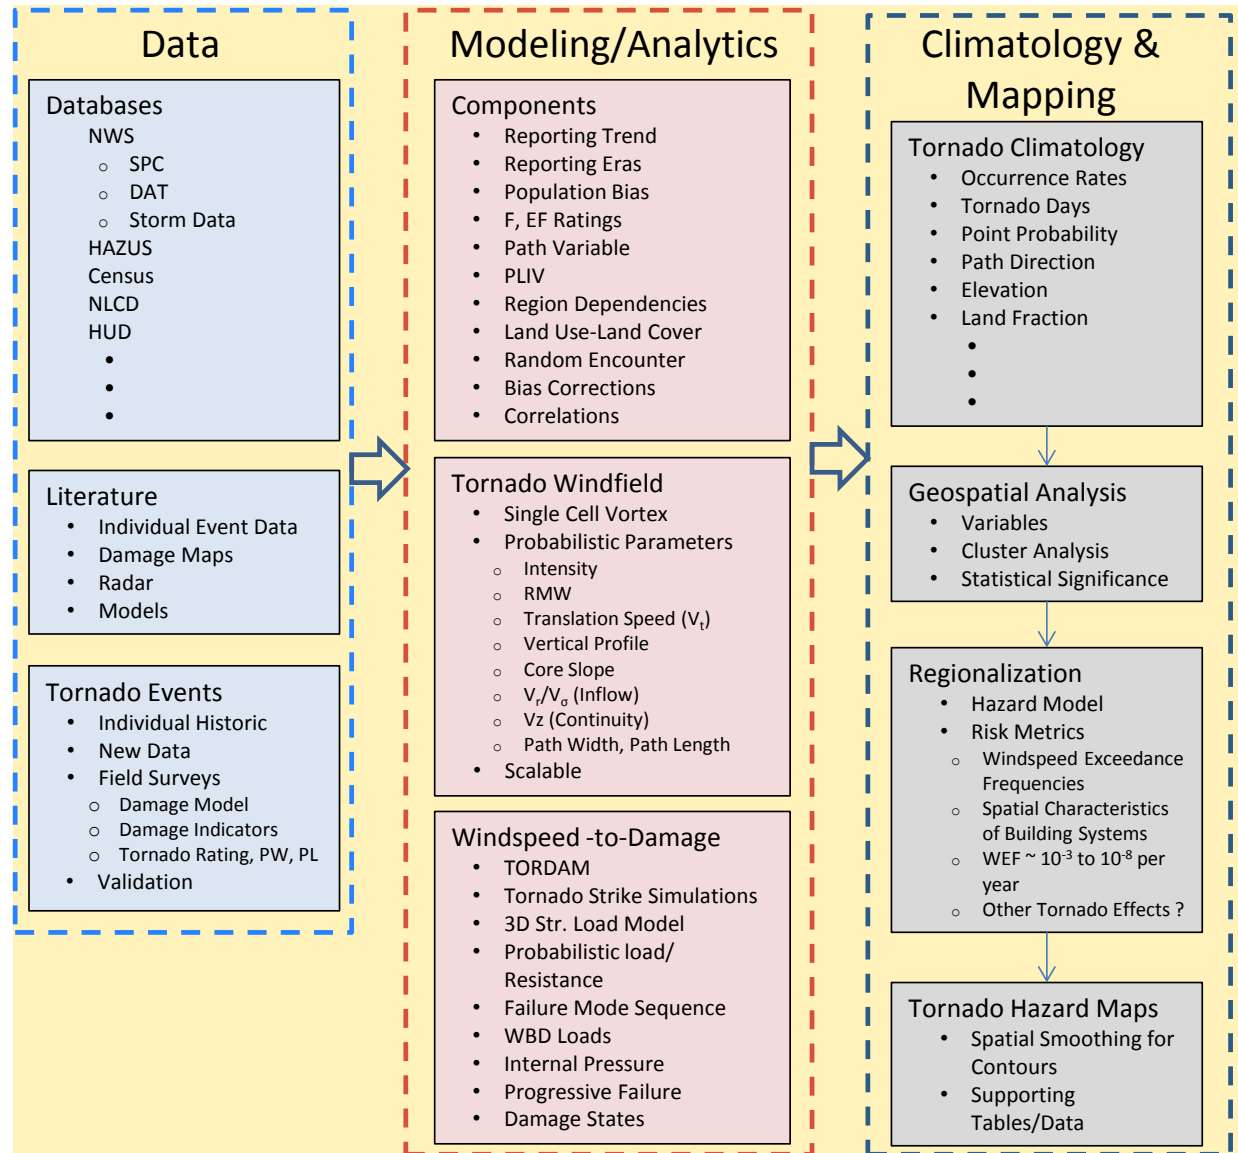 Data
Databases
NWS
o SPC
o DAT
o Storm Data
HAZUS
Census
NLCD
HUD
•
•
•
Literature
• Individual Event Data
• Damage Maps
• Radar
• Models
Tornado Events
• Individual Historic
• New Data
• Field Surveys
o Damage Model
o Damage Indicators
o Tornado Rating, PW, PL
• Validation
Modeling/Analytics
Components
• Reporting Trend
• Reporting Eras
• Population Bias
• F, EF Ratings
• Path Variable
• PLIV
• Region Dependencies
• Land Use-Land Cover
• Random Encounter
• Bias Corrections
• Correlations
Tornado Windfield
• Single Cell Vortex
• Probabilistic Parameters
o Intensity
o RMW
o Translation Speed (Vt)
o Vertical Profile
o Core Slope
o Vr/Vσ (Inflow)
o Vz (Continuity)
o Path Width, Path Length
• Scalable
Windspeed -to-Damage
• TORDAM
• Tornado Strike Simulations
• 3D Str. Load Model
• Probabilistic load/
Resistance
• Failure Mode Sequence
• WBD Loads
• Internal Pressure
• Progressive Failure
• Damage States
Climatology &
Mapping
Tornado Climatology
• Occurrence Rates
• Tornado Days
• Point Probability
• Path Direction
• Elevation
• Land Fraction
•
•
•
Geospatial Analysis
• Variables
• Cluster Analysis
• Statistical Significance
Regionalization
• Hazard Model
• Risk Metrics
o Windspeed Exceedance
Frequencies
o Spatial Characteristics
of Building Systems
o WEF ~ 10⁻³ to 10⁻⁸ per
year
o Other Tornado Effects ?
Tornado Hazard Maps
• Spatial Smoothing for
Contours
• Supporting
Tables/Data